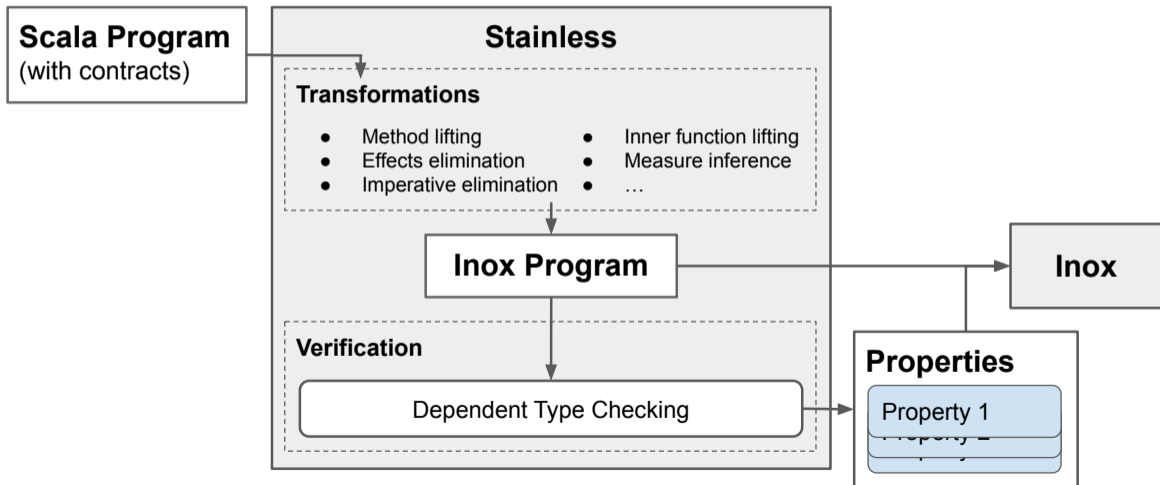 Scala Program
(with contracts)
Stainless
Transformations
● Method lifting
● Effects elimination
● Imperative elimination
● Inner function lifting
● Measure inference
● …
Inox Program
Inox
Verification
Dependent Type Checking
Properties
Property 1